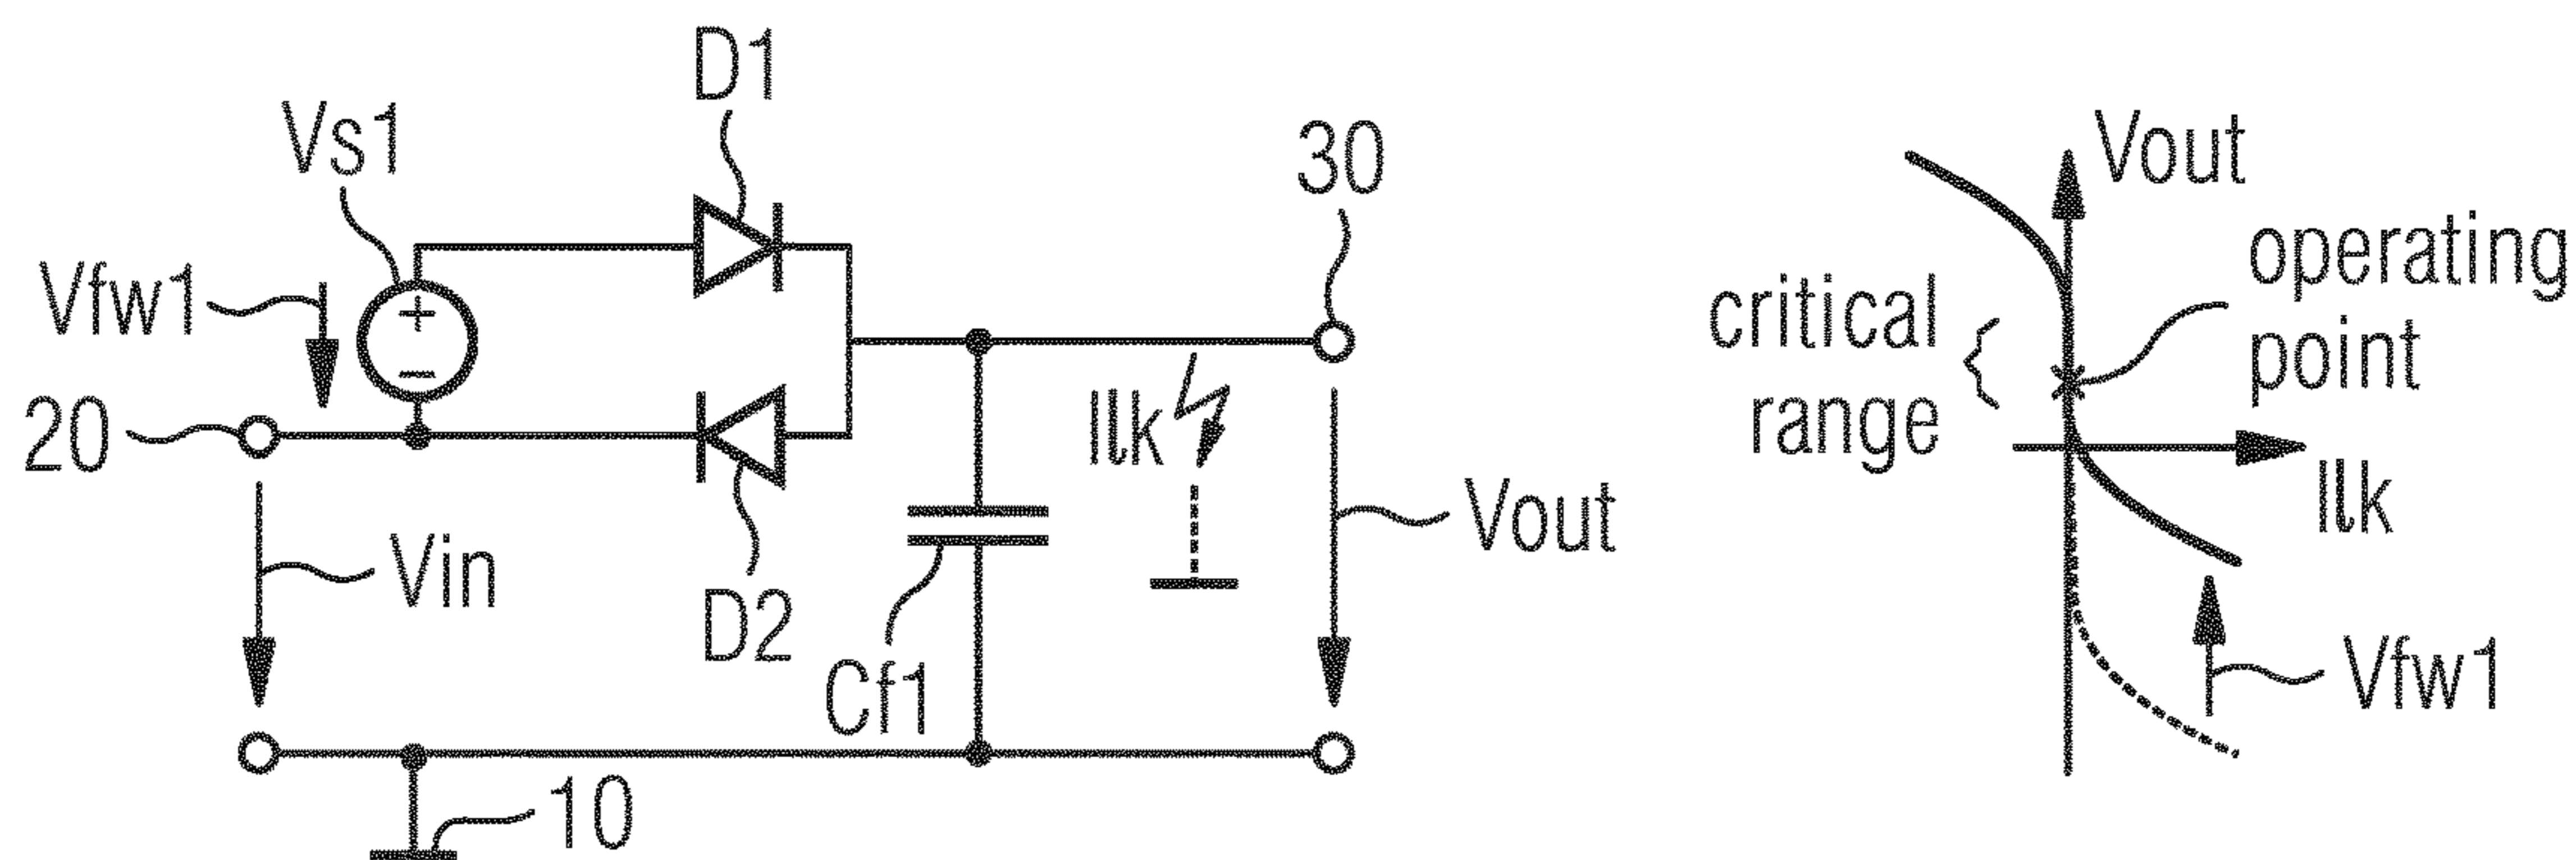 D1
Vs1
Vfw1
20
Vin
D2
Cf1
10
Ilk
30
Vout
Vout
operating
point
critical
range
Ilk
Vfw1